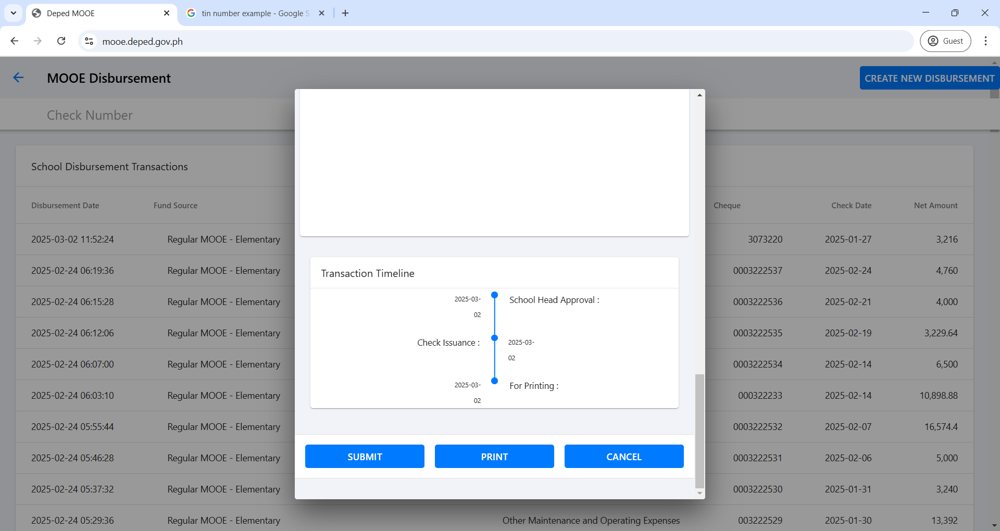 Deped MOOE
tin number example - Google S
mooe.deped.gov.ph
Guest
MOOE Disbursement
CREATE NEW DISBURSEMENT
Check Number
School Disbursement Transactions
Disbursement Date Fund Source Cheque Check Date Net Amount
2025-03-02 11:52:24 Regular MOOE - Elementary 3073220 2025-01-27 3,216
2025-02-24 06:19:36 Regular MOOE - Elementary 0003222537 2025-02-24 4,760
2025-02-24 06:15:28 Regular MOOE - Elementary 0003222536 2025-02-21 4,000
2025-02-24 06:12:06 Regular MOOE - Elementary 0003222535 2025-02-19 3,229.64
2025-02-24 06:07:00 Regular MOOE - Elementary 0003222534 2025-02-14 6,500
2025-02-24 06:03:10 Regular MOOE - Elementary 000322233 2025-02-14 10,898.88
2025-02-24 05:55:44 Regular MOOE - Elementary 0003222532 2025-02-07 16,574.4
2025-02-24 05:46:28 Regular MOOE - Elementary 0003222531 2025-02-06 5,000
2025-02-24 05:37:32 Regular MOOE - Elementary 0003222530 2025-01-31 3,240
2025-02-24 05:29:36 Regular MOOE - Elementary Other Maintenance and Operating Expenses 003222529 2025-01-30 13,392
Transaction Timeline
2025-03-
02
School Head Approval :
Check Issuance :
2025-03-
02
2025-03-
02
For Printing :
SUBMIT
PRINT
CANCEL